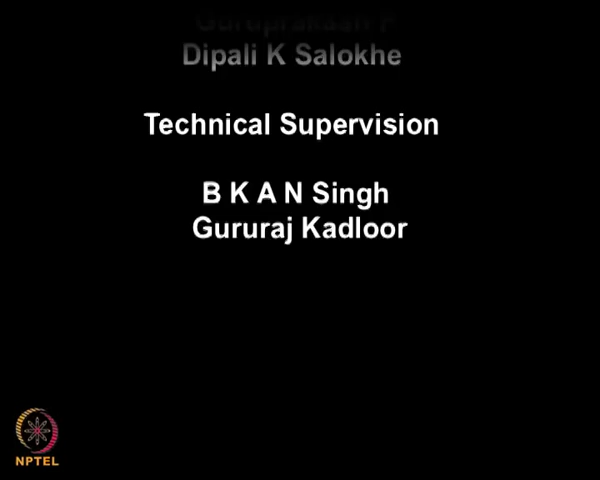 Dipali K Salokhe
Technical Supervision
B K A N Singh
Gururaj Kadloor
NPTEL